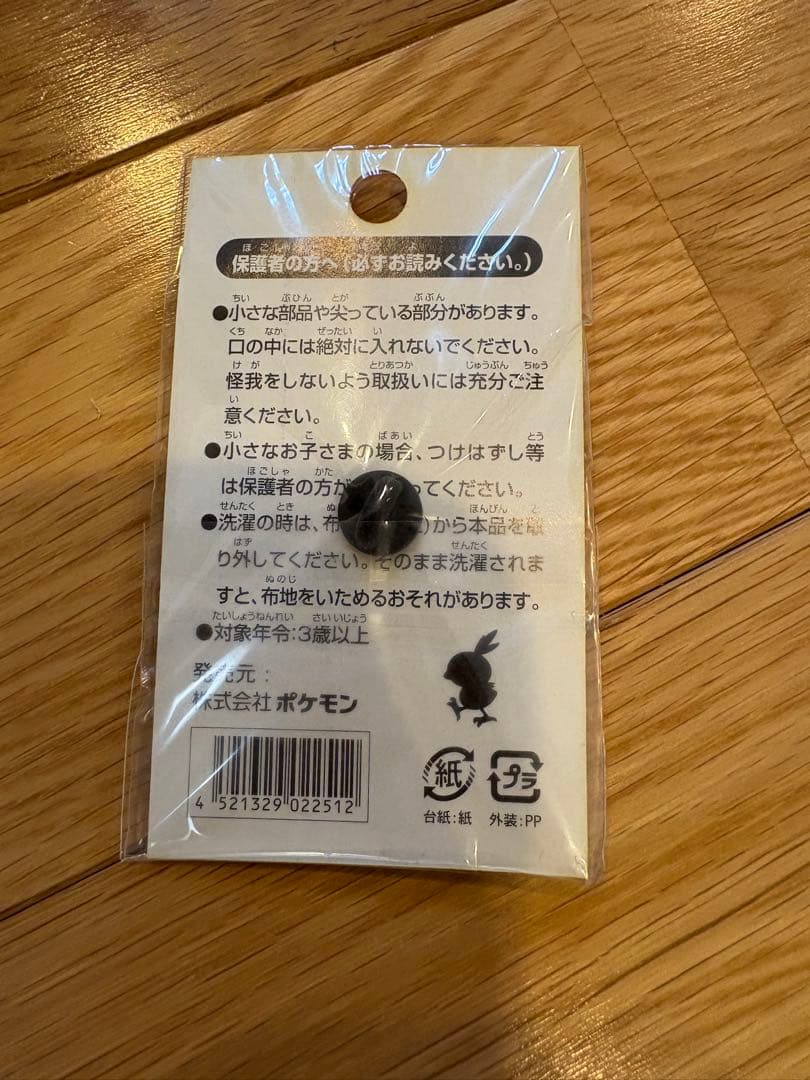 保護者の方へ(必ずお読みください。)
●小さな部品や尖っている部分があります。
口の中には絶対に入れないでください。
怪我をしないよう取扱いには充分ご注
意ください。
●小さなお子さまの場合、つけはずし等
は保護者の方が ってください。
●洗濯の時は、布 から本品を取
り外してください。そのまま洗濯されま
すと、布地をいためるおそれがあります。
●対象年令:3歳以上
発売元:
株式会社 ポケモン
4 521329 022512
紙 プラ
台紙:紙 外装:PP